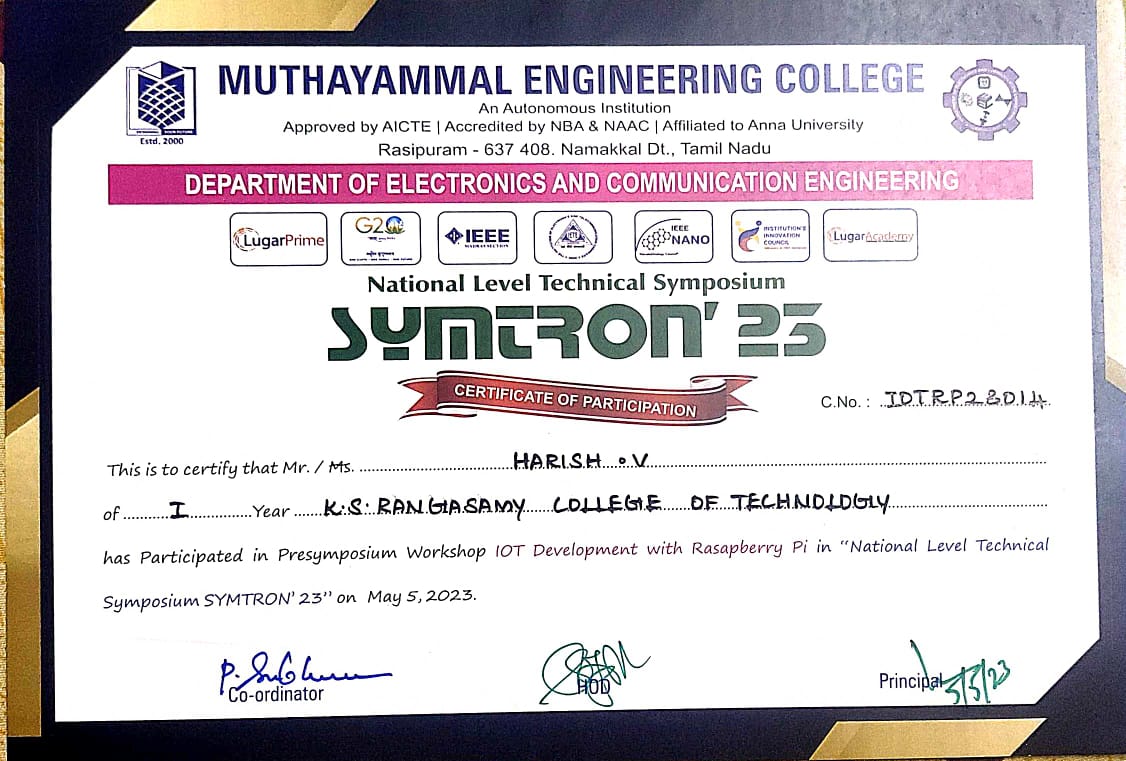 MUTHAYAMMAL ENGINEERING COLLEGE
An Autonomous Institution
Approved by AICTE | Accredited by NBA & NAAC | Affiliated to Anna University
Rasipuram - 637 408. Namakkal Dt., Tamil Nadu
Estd. 2000
DEPARTMENT OF ELECTRONICS AND COMMUNICATION ENGINEERING
LugarPrime G20 IEEE IETE IEEE NANO INSTITUTION'S INNOVATION COUNCIL LugarAcademy
National Level Technical Symposium
SYMTRON' 23
CERTIFICATE OF PARTICIPATION
C.No. : IOTRP23014
This is to certify that Mr. / Ms. HARISH . V
of I Year K.S. RANGASAMY COLLEGE OF TECHNOLOGY
has Participated in Presymposium Workshop IOT Development with Rasapberry Pi in “National Level Technical
Symposium SYMTRON’ 23” on May 5, 2023.
Co-ordinator HOD Principal 5/5/23